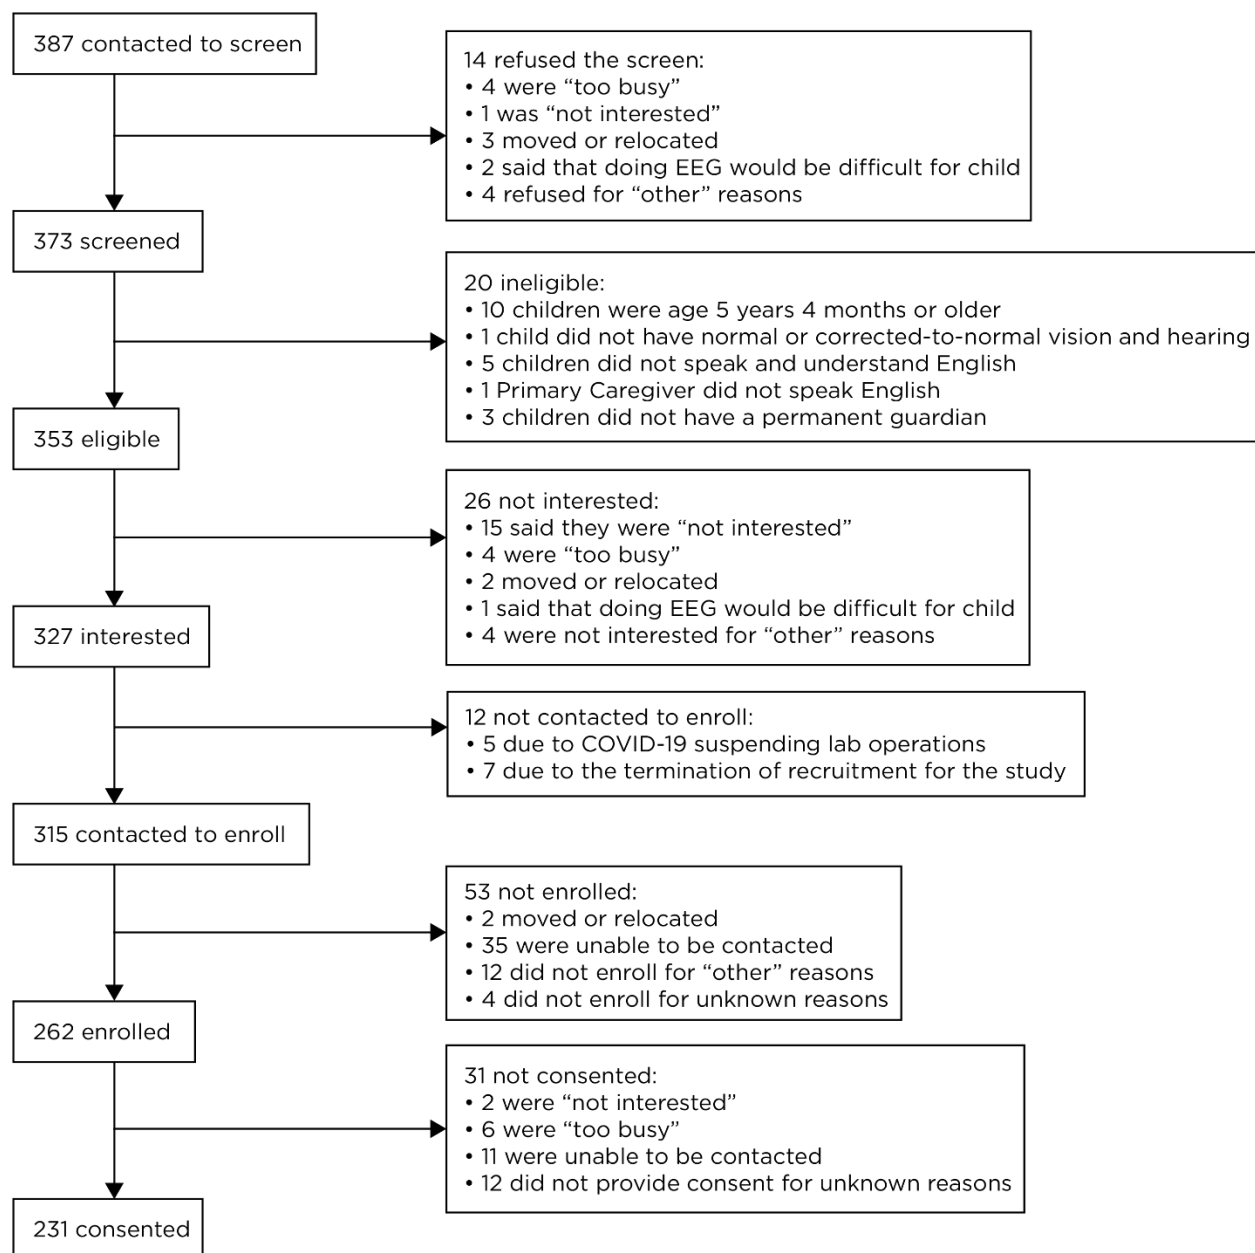 387 contacted to screen
14 refused the screen:
• 4 were “too busy”
• 1 was “not interested”
• 3 moved or relocated
• 2 said that doing EEG would be difficult for child
• 4 refused for “other” reasons
373 screened
20 ineligible:
• 10 children were age 5 years 4 months or older
• 1 child did not have normal or corrected-to-normal vision and hearing
• 5 children did not speak and understand English
• 1 Primary Caregiver did not speak English
• 3 children did not have a permanent guardian
353 eligible
26 not interested:
• 15 said they were “not interested”
• 4 were “too busy”
• 2 moved or relocated
• 1 said that doing EEG would be difficult for child
• 4 were not interested for “other” reasons
327 interested
12 not contacted to enroll:
• 5 due to COVID-19 suspending lab operations
• 7 due to the termination of recruitment for the study
315 contacted to enroll
53 not enrolled:
• 2 moved or relocated
• 35 were unable to be contacted
• 12 did not enroll for “other” reasons
• 4 did not enroll for unknown reasons
262 enrolled
31 not consented:
• 2 were “not interested”
• 6 were “too busy”
• 11 were unable to be contacted
• 12 did not provide consent for unknown reasons
231 consented